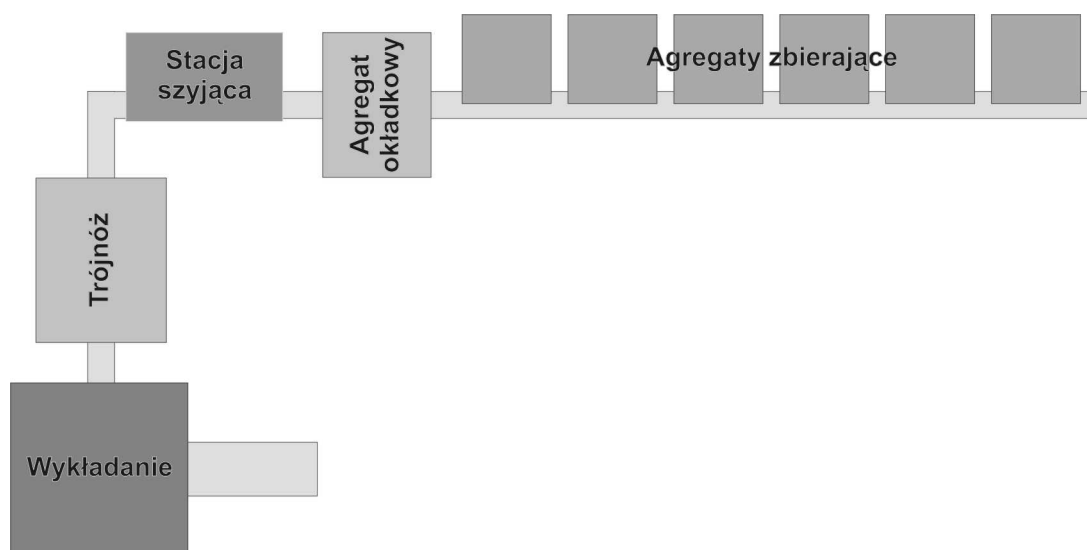 Stacja
szyjąca
Agregat
okładkowy
Agregaty zbierające
Trójnóż
Wykładanie